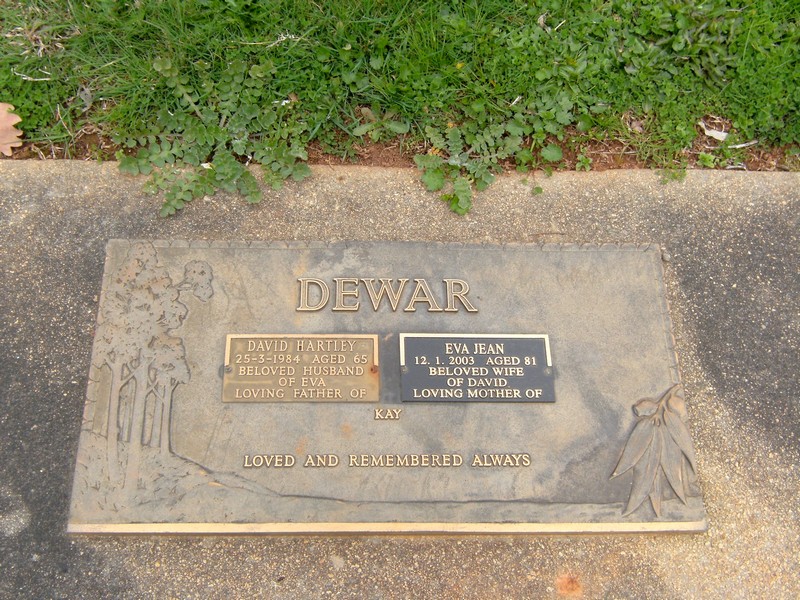 DEWAR
DAVID HARTLEY
25-3-1984 AGED 65
BELOVED HUSBAND
OF EVA
LOVING FATHER OF
EVA JEAN
12. 1. 2003 AGED 81
BELOVED WIFE
OF DAVID
LOVING MOTHER OF
KAY
LOVED AND REMEMBERED ALWAYS